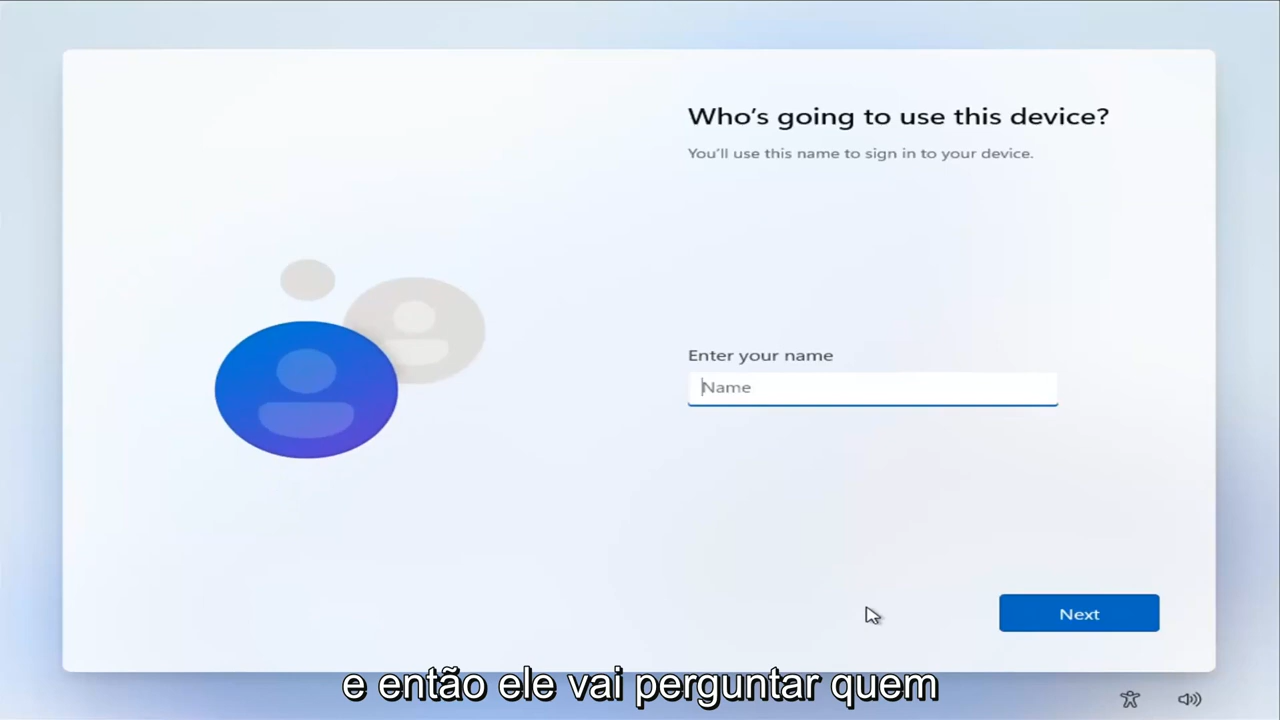 Who's going to use this device?
You'll use this name to sign in to your device.
Enter your name
Name
Next
e então ele vai perguntar quem